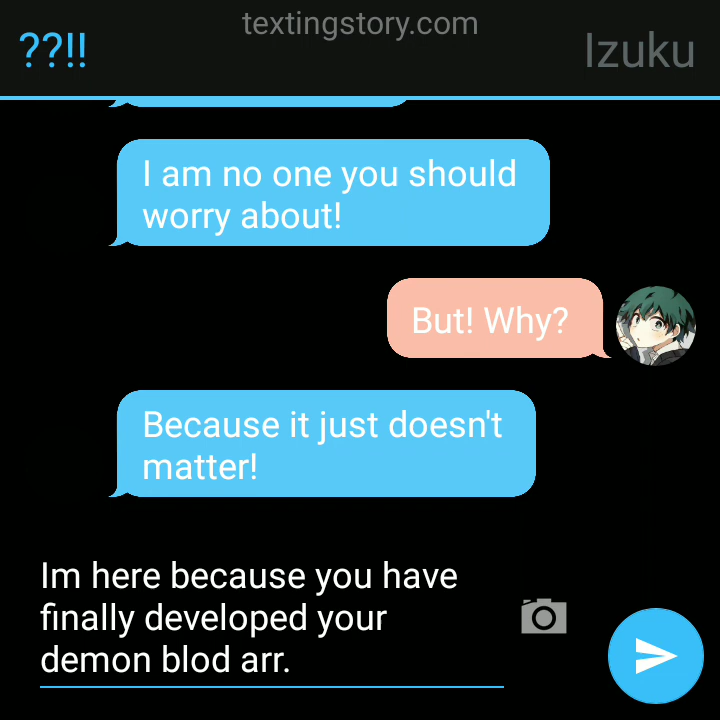 textingstory.com
??!!
Izuku
I am no one you should
worry about!
But! Why?
Because it just doesn't
matter!
Im here because you have
finally developed your
demon blod arr.